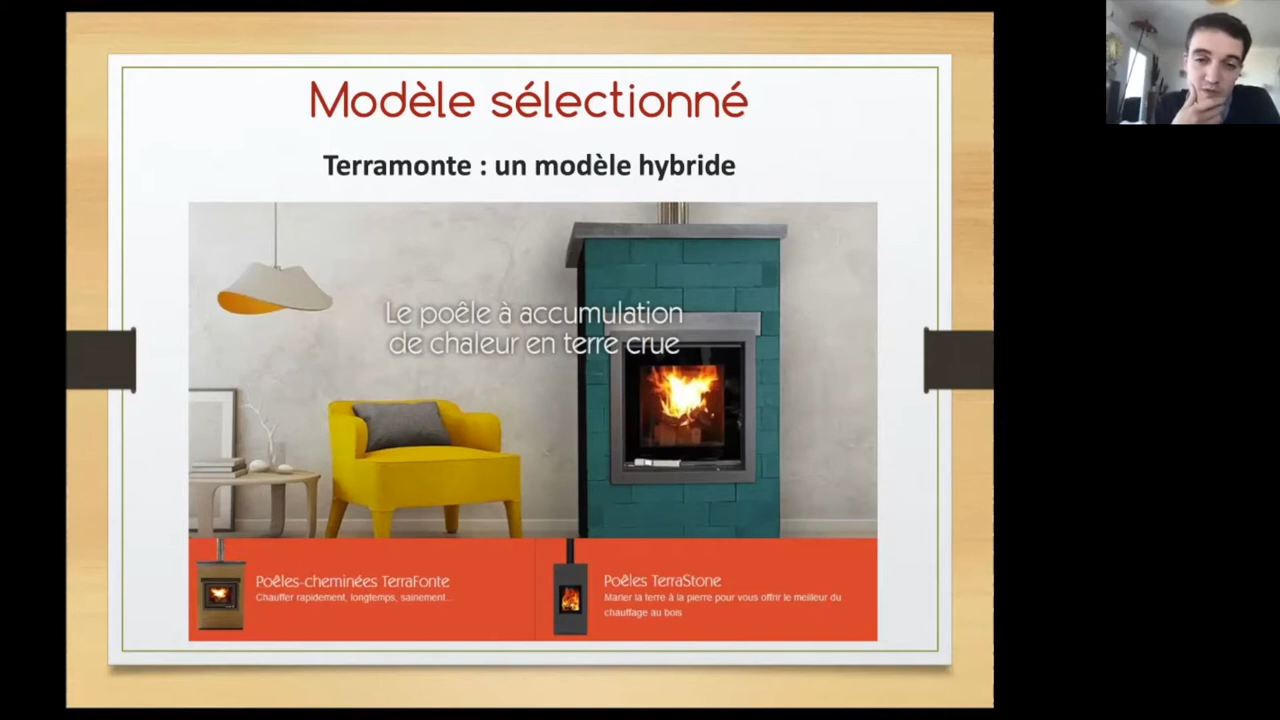 Modèle sélectionné
Terramonte : un modèle hybride
Le poêle à accumulation
de chaleur en terre crue
Poêles-cheminées TerraFonte
Chauffer rapidement, longtemps, sainement...
Poêles TerraStone
Marier la terre à la pierre pour vous offrir le meilleur du
chauffage au bois